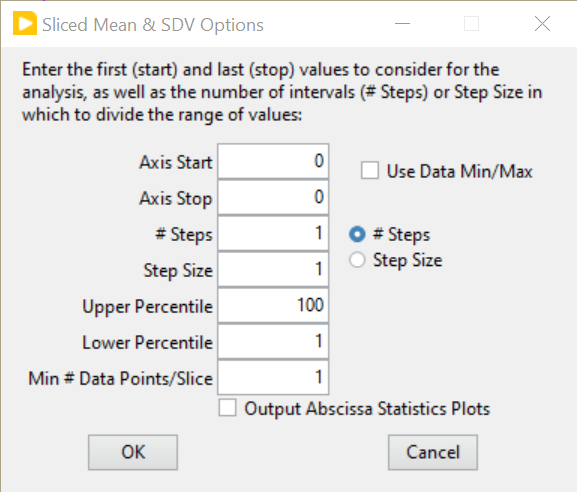 Sliced Mean & SDV Options
Enter the first (start) and last (stop) values to consider for the
analysis, as well as the number of intervals (# Steps) or Step Size in
which to divide the range of values:
Axis Start 0
Use Data Min/Max
Axis Stop 0
# Steps 1
# Steps
Step Size 1
Step Size
Upper Percentile 100
Lower Percentile 1
Min # Data Points/Slice 1
Output Abscissa Statistics Plots
OK Cancel